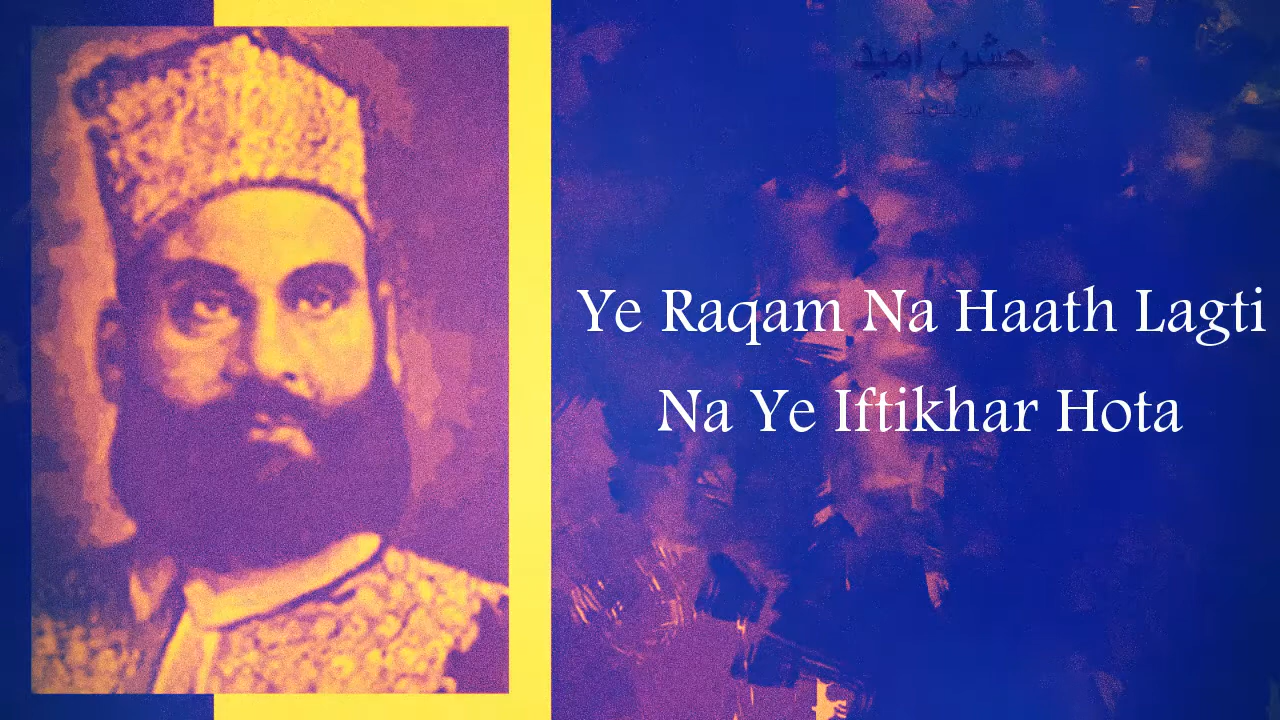 جشن امید
Ye Raqam Na Haath Lagti
Na Ye Iftikhar Hota